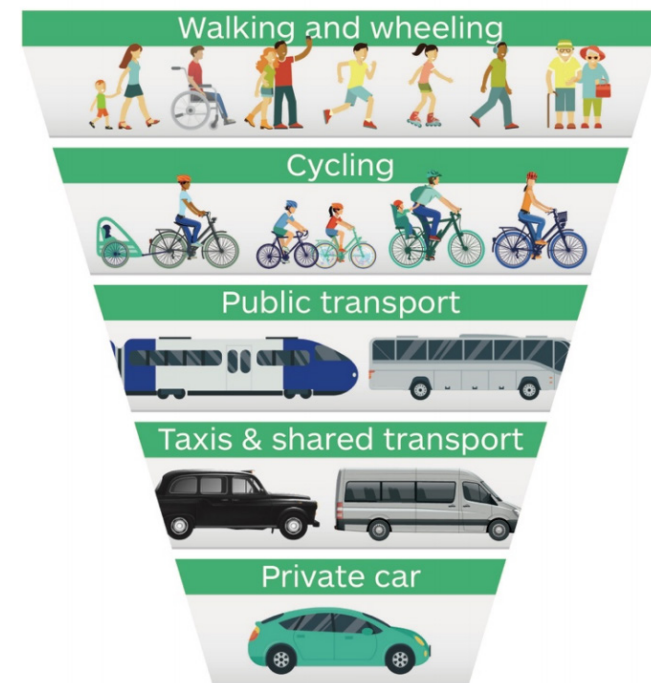 Walking and wheeling
Cycling
Public transport
Taxis & shared transport
Private car